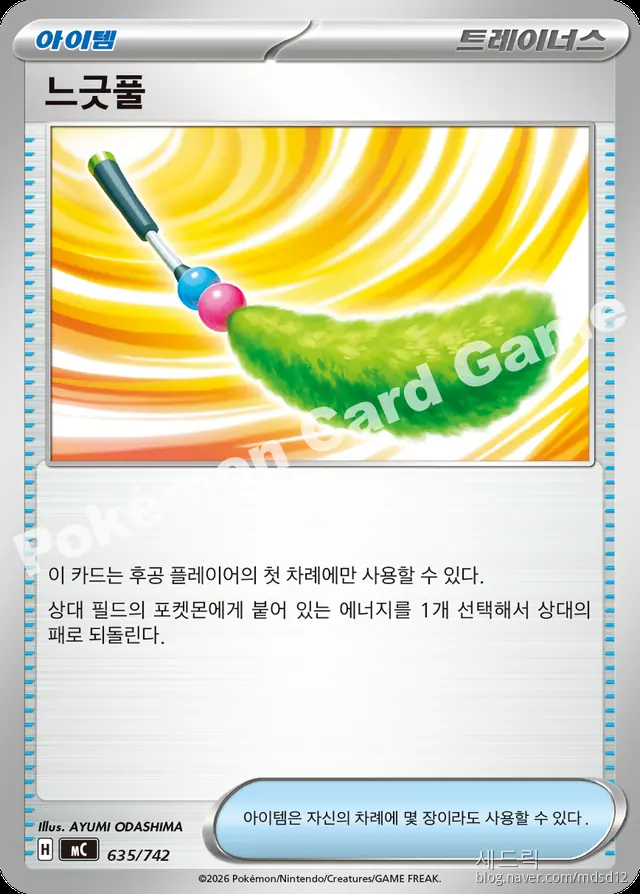 아이템
트레이너스
느긋풀
Pokémon Card Game
이 카드는 후공 플레이어의 첫 차례에만 사용할 수 있다.
상대 필드의 포켓몬에게 붙어 있는 에너지를 1개 선택해서 상대의
패로 되돌린다.
아이템은 자신의 차례에 몇 장이라도 사용할 수 있다.
Illus. AYUMI ODASHIMA
H MC 635/742
©2026 Pokémon/Nintendo/Creatures/GAME FREAK.
세드릭
blog.naver.com/mdsd12